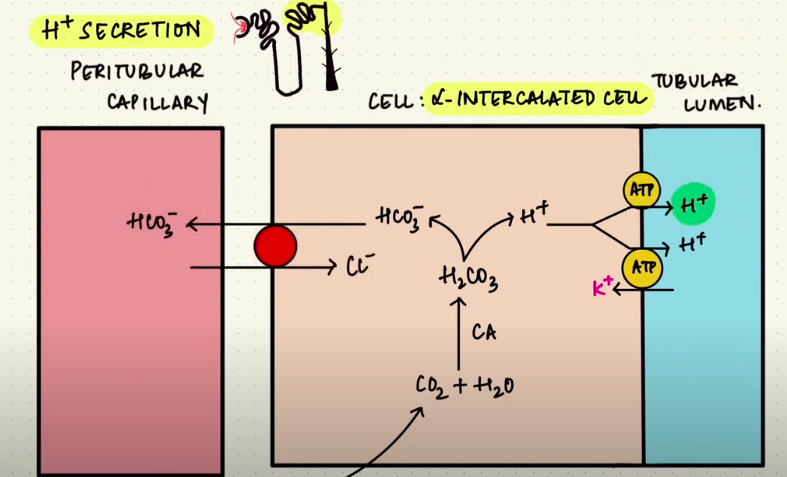 H⁺ SECRETION
PERITUBULAR
CAPILLARY
CELL: α-INTERCALATED CELL
TUBULAR
LUMEN.
HCO₃⁻
Cl⁻
HCO₃⁻
H⁺
H₂CO₃
CA
CO₂ + H₂O
ATP
H⁺
H⁺
ATP
K⁺